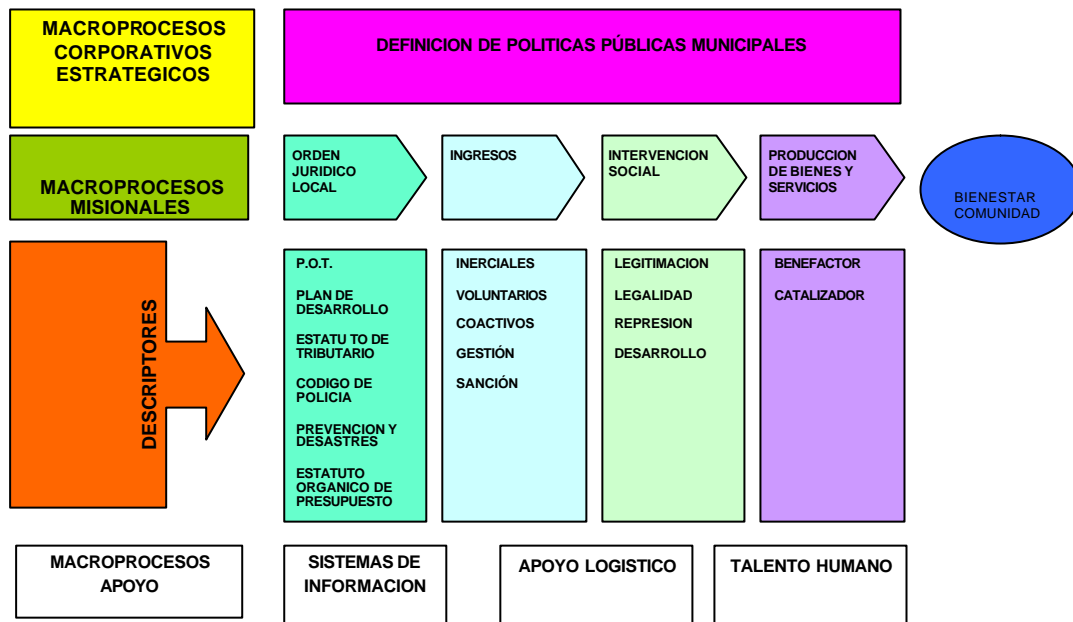 MACROPROCESOS
CORPORATIVOS
ESTRATEGICOS
DEFINICION DE POLITICAS PÚBLICAS MUNICIPALES
MACROPROCESOS
MISIONALES
ORDEN
JURIDICO
LOCAL
INGRESOS
INTERVENCION
SOCIAL
PRODUCCION
DE BIENES Y
SERVICIOS
BIENESTAR
COMUNIDAD
DESCRIPTORES
P.O.T.
PLAN DE
DESARROLLO
ESTATU TO DE
TRIBUTARIO
CODIGO DE
POLICIA
PREVENCION Y
DESASTRES
ESTATUTO
ORGANICO DE
PRESUPUESTO
INERCIALES
VOLUNTARIOS
COACTIVOS
GESTIÓN
SANCIÓN
LEGITIMACION
LEGALIDAD
REPRESION
DESARROLLO
BENEFACTOR
CATALIZADOR
MACROPROCESOS
APOYO
SISTEMAS DE
INFORMACION
APOYO LOGISTICO
TALENTO HUMANO